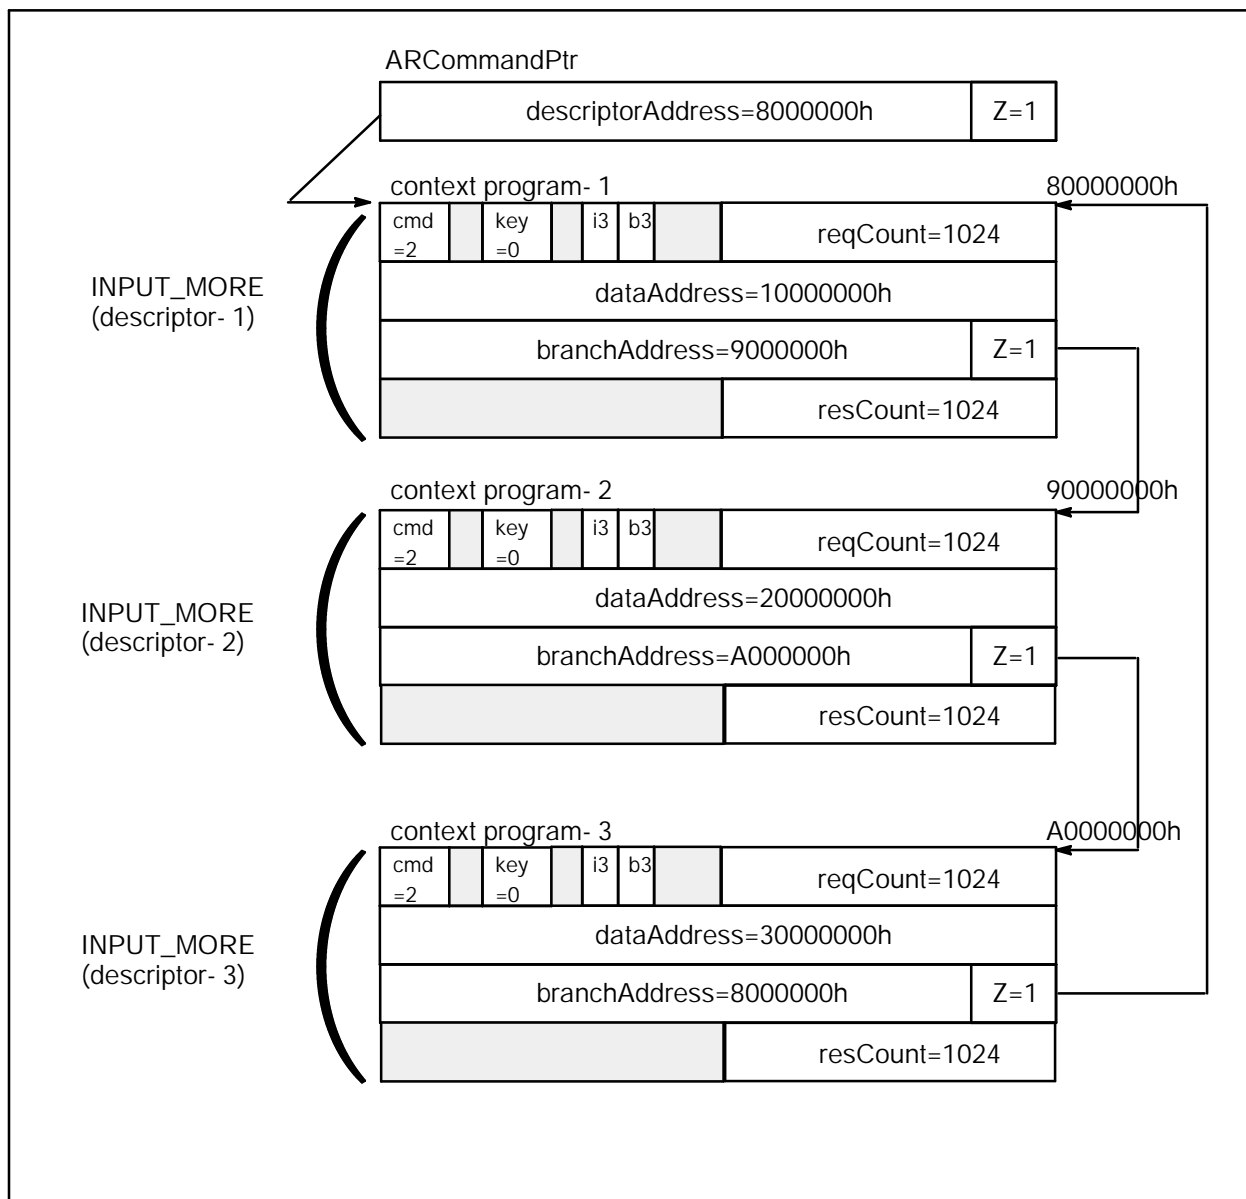 ARCommandPtr
descriptorAddress=8000000h Z=1
context program- 1 80000000h
cmd =2 key =0 i3 b3 reqCount=1024
INPUT_MORE
(descriptor- 1)
dataAddress=10000000h
branchAddress=9000000h Z=1
resCount=1024
context program- 2 90000000h
cmd =2 key =0 i3 b3 reqCount=1024
INPUT_MORE
(descriptor- 2)
dataAddress=20000000h
branchAddress=A000000h Z=1
resCount=1024
context program- 3 A0000000h
cmd =2 key =0 i3 b3 reqCount=1024
INPUT_MORE
(descriptor- 3)
dataAddress=30000000h
branchAddress=8000000h Z=1
resCount=1024